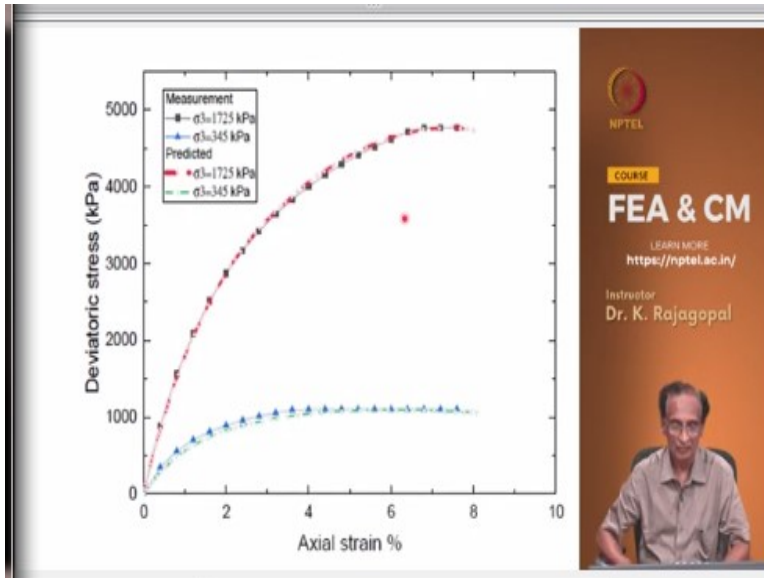 5000
4000
3000
2000
1000
0
0 2 4 6 8 10
Deviatoric stress (kPa)
Axial strain %
Measurement
σ3=1725 kPa
σ3=345 kPa
Predicted
σ3=1725 kPa
σ3=345 kPa
NPTEL
COURSE
FEA & CM
LEARN MORE
https://nptel.ac.in/
Instructor
Dr. K. Rajagopal